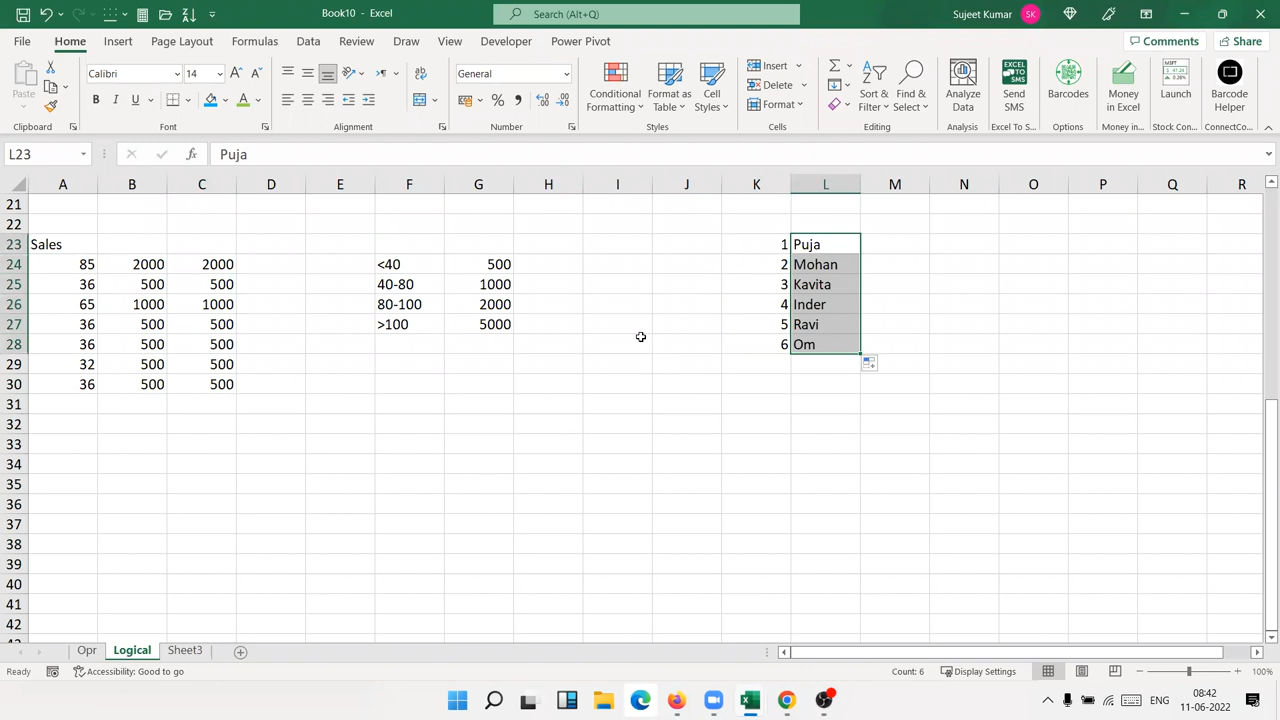 Book10 - Excel
Search (Alt+Q)
Sujeet Kumar
SK
File Home Insert Page Layout Formulas Data Review View Draw Developer Power Pivot
Comments
Share
Paste
Calibri 14
B I U
General
Conditional Formatting
Format as Table
Cell Styles
Insert
Delete
Format
Sort & Filter
Find & Select
Analyze Data
Send SMS
Barcodes
Money in Excel
Launch
Barcode Helper
Clipboard Font Alignment Number Styles Cells Editing Analysis Excel To S... Options Money in... Stock Con... ConnectCo...
L23 fx Puja
A B C D E F G H I J K L M N O P Q R
21
22
23 Sales 1 Puja
24 85 2000 2000 <40 500 2 Mohan
25 36 500 500 40-80 1000 3 Kavita
26 65 1000 1000 80-100 2000 4 Inder
27 36 500 500 >100 5000 5 Ravi
28 36 500 500 6 Om
29 32 500 500
30 36 500 500
31
32
33
34
35
36
37
38
39
40
41
42
Opr Logical Sheet3
Ready Accessibility: Good to go Count: 6 Display Settings 100%
ENG 08:42
11-06-2022